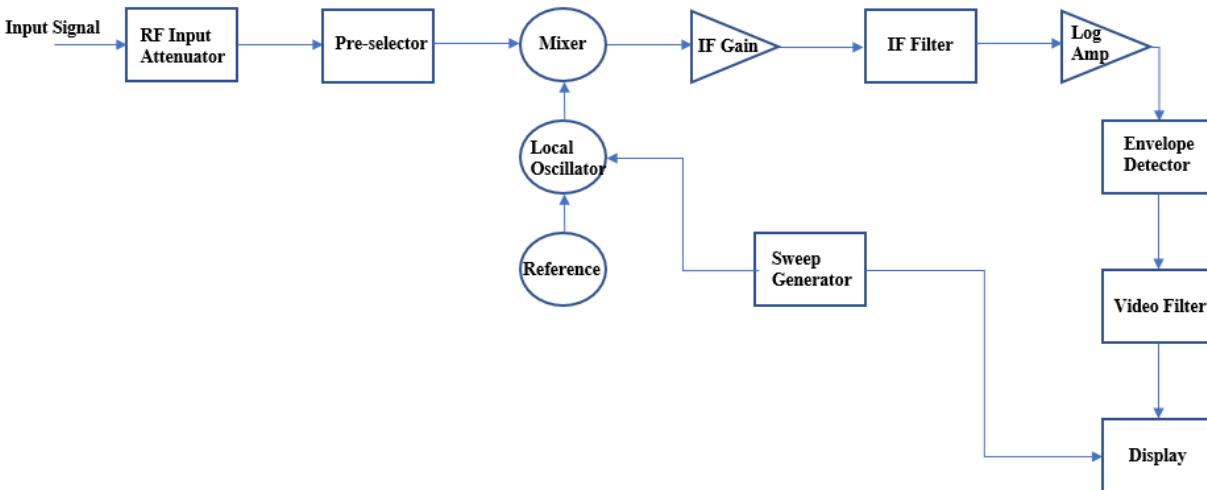 Input Signal
RF Input
Attenuator
Pre-selector
Mixer
IF Gain
IF Filter
Log
Amp
Local
Oscillator
Envelope
Detector
Reference
Sweep
Generator
Video Filter
Display